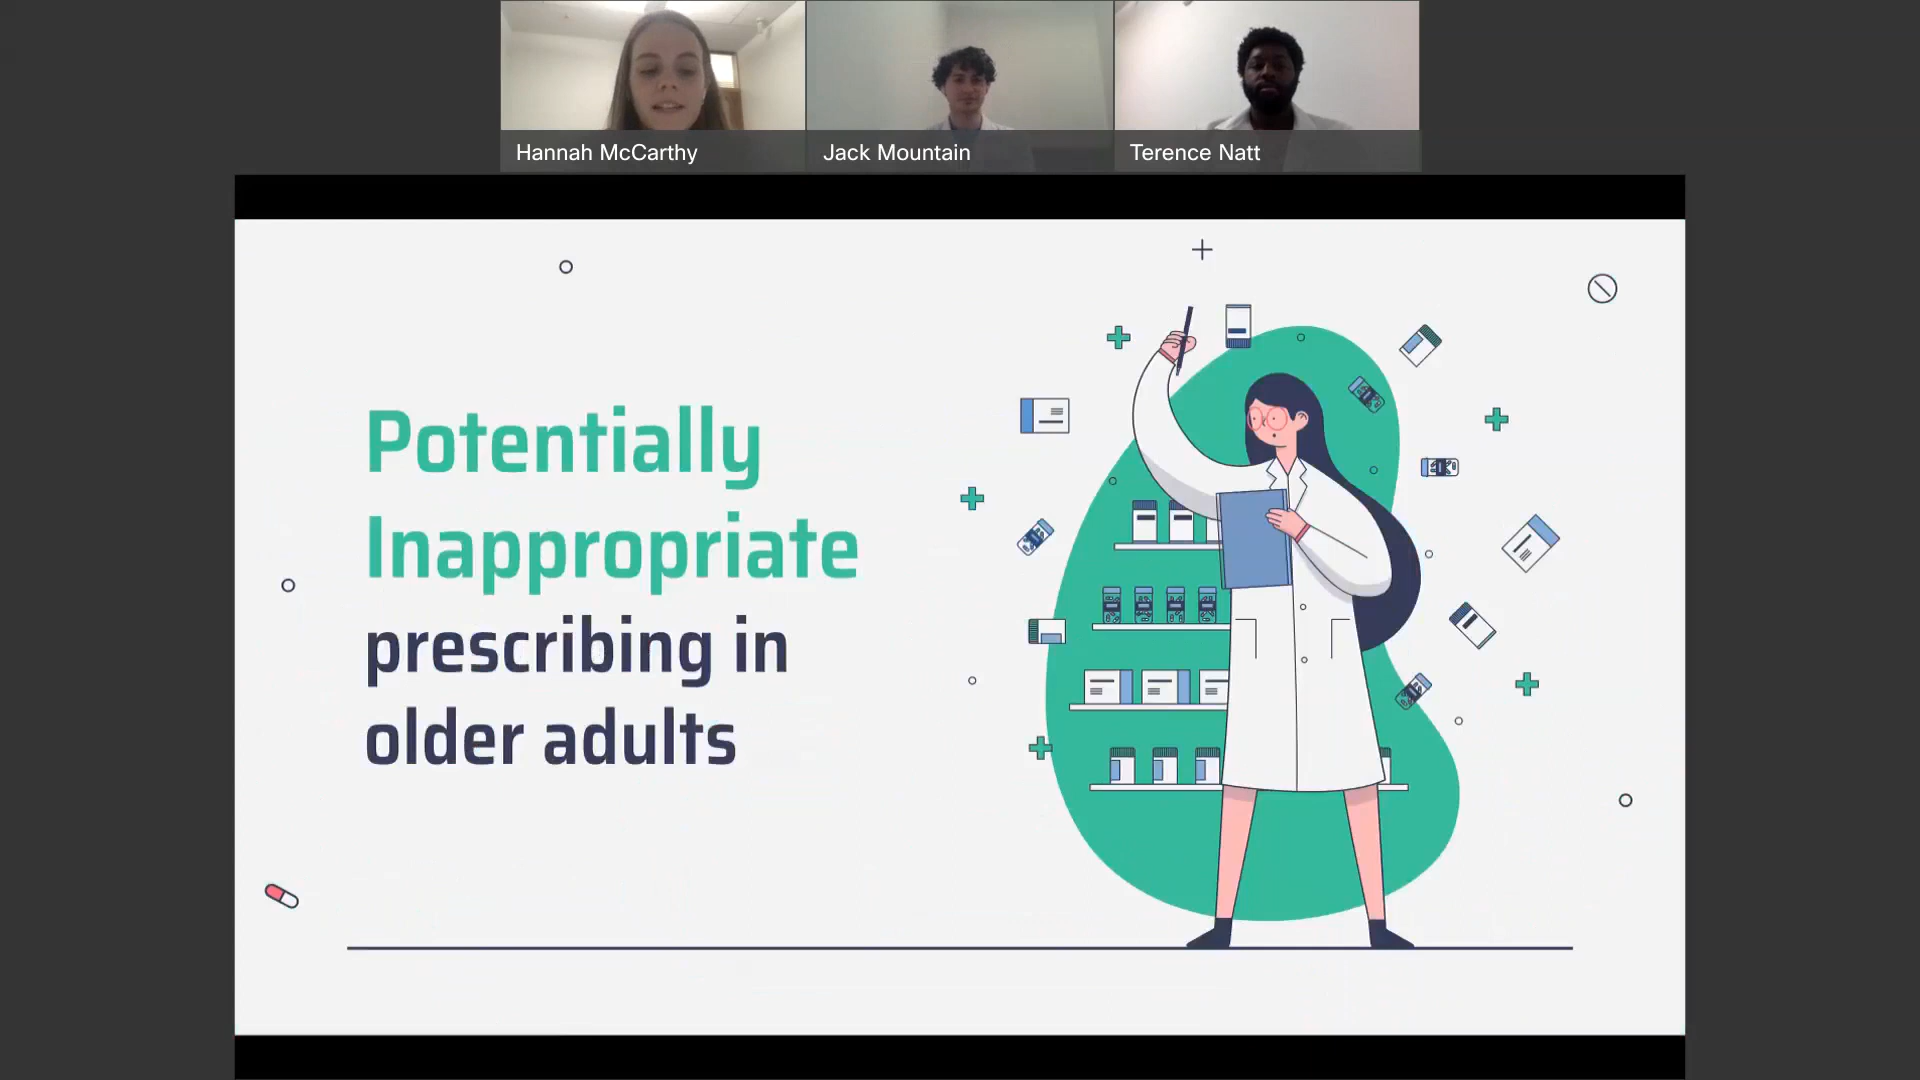 Hannah McCarthy
Jack Mountain
Terence Natt
Potentially
Inappropriate
prescribing in
older adults